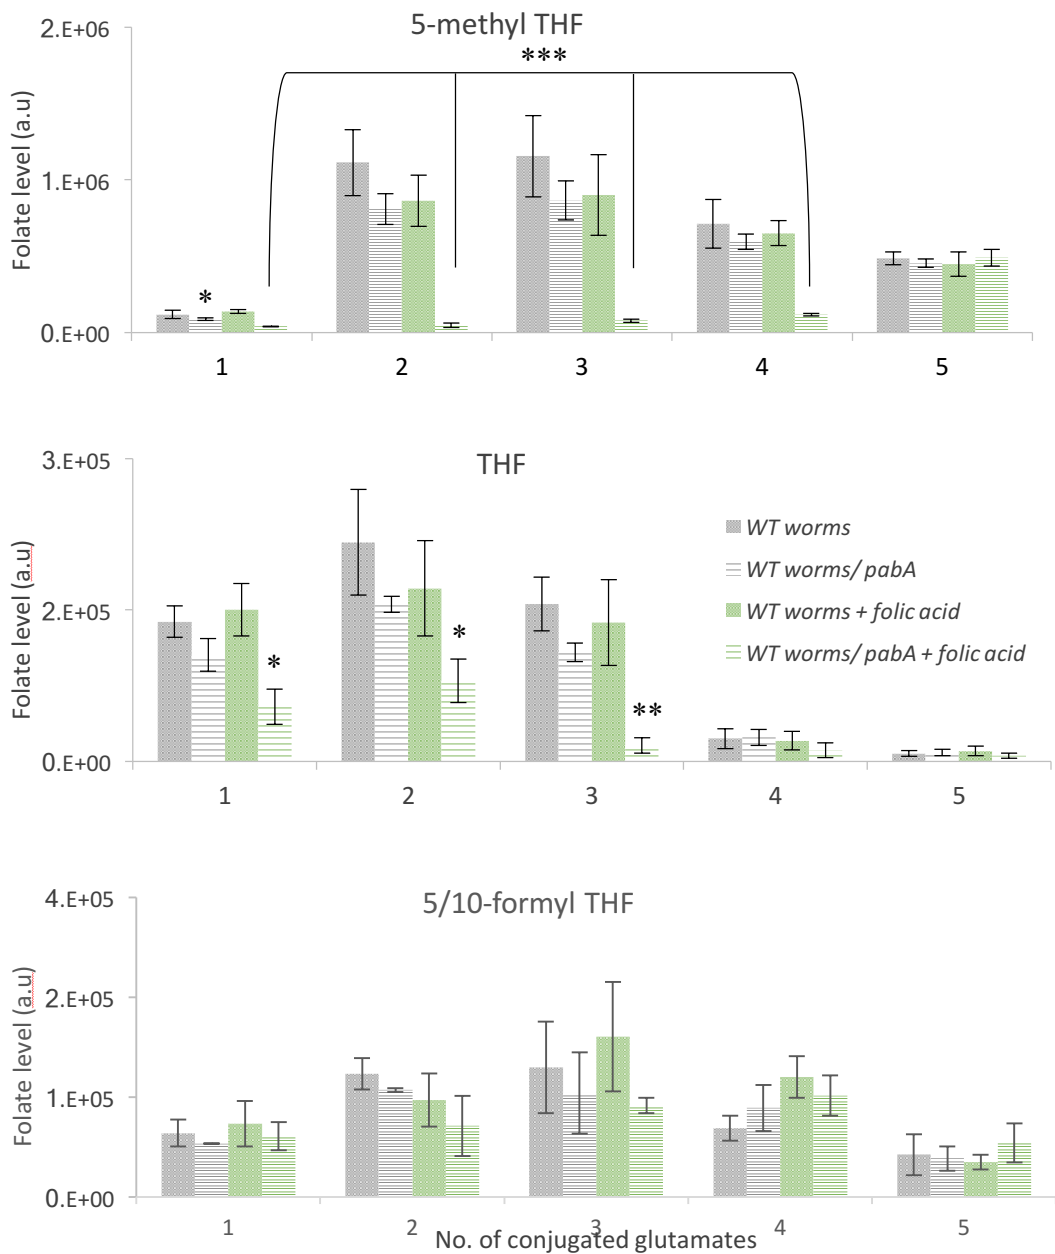 5-methyl THF
2.E+06
***
Folate level (a.u)
1.E+06
*
0.E+00
1 2 3 4 5
THF
3.E+05
Folate level (a.u)
WT worms
WT worms/ pabA
2.E+05
WT worms + folic acid
* *
WT worms/ pabA + folic acid
**
0.E+00
1 2 3 4 5
5/10-formyl THF
4.E+05
Folate level (a.u)
2.E+05
1.E+05
0.E+00
1 2 3 4 5
No. of conjugated glutamates